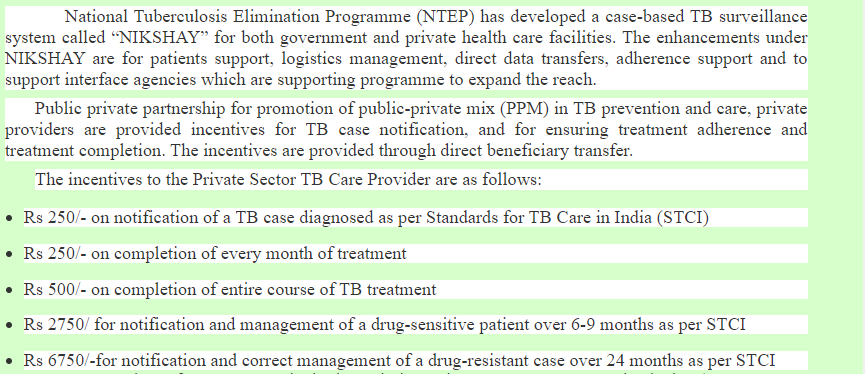 National Tuberculosis Elimination Programme (NTEP) has developed a case-based TB surveillance
system called “NIKSHAY” for both government and private health care facilities. The enhancements under
NIKSHAY are for patients support, logistics management, direct data transfers, adherence support and to
support interface agencies which are supporting programme to expand the reach.
Public private partnership for promotion of public-private mix (PPM) in TB prevention and care, private
providers are provided incentives for TB case notification, and for ensuring treatment adherence and
treatment completion. The incentives are provided through direct beneficiary transfer.
The incentives to the Private Sector TB Care Provider are as follows:
• Rs 250/- on notification of a TB case diagnosed as per Standards for TB Care in India (STCI)
• Rs 250/- on completion of every month of treatment
• Rs 500/- on completion of entire course of TB treatment
• Rs 2750/ for notification and management of a drug-sensitive patient over 6-9 months as per STCI
• Rs 6750/-for notification and correct management of a drug-resistant case over 24 months as per STCI